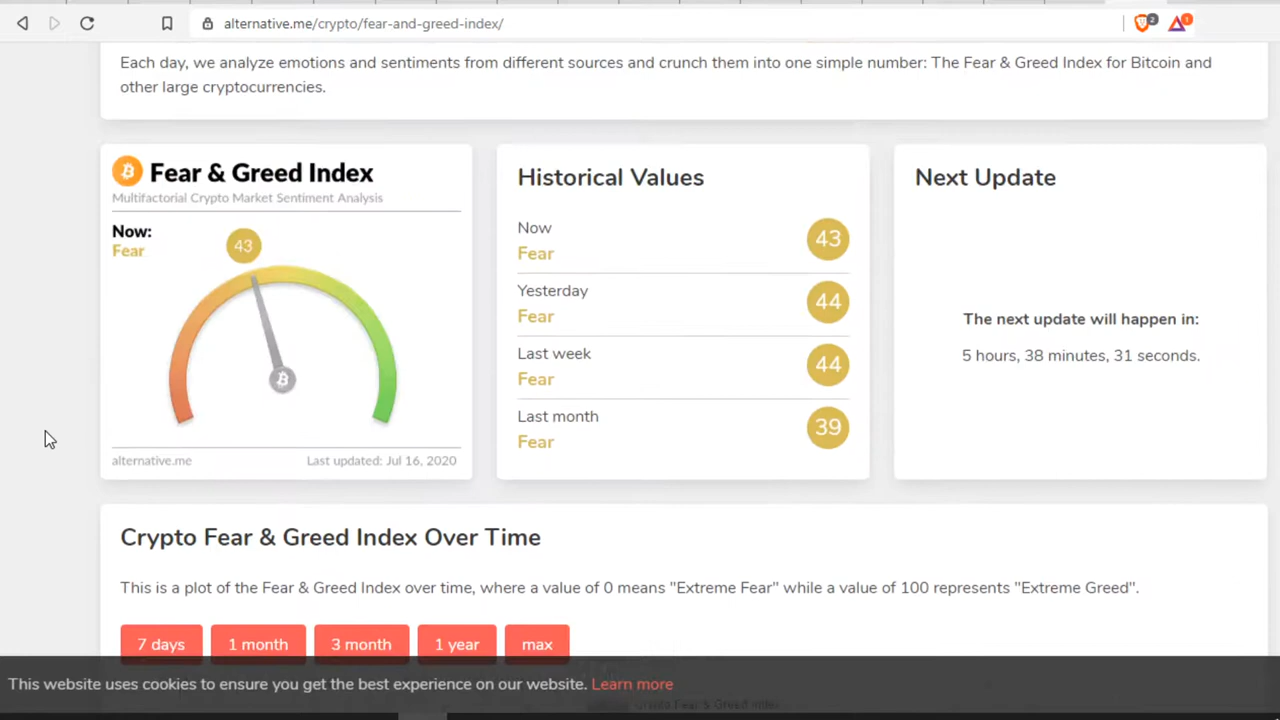 alternative.me/crypto/fear-and-greed-index/
2
1
Each day, we analyze emotions and sentiments from different sources and crunch them into one simple number: The Fear & Greed Index for Bitcoin and
other large cryptocurrencies.
Fear & Greed Index
Multifactorial Crypto Market Sentiment Analysis
Now:
Fear
43
alternative.me
Last updated: Jul 16, 2020
Historical Values
Now
Fear
43
Yesterday
Fear
44
Last week
Fear
44
Last month
Fear
39
Next Update
The next update will happen in:
5 hours, 38 minutes, 31 seconds.
Crypto Fear & Greed Index Over Time
This is a plot of the Fear & Greed Index over time, where a value of 0 means "Extreme Fear" while a value of 100 represents "Extreme Greed".
7 days
1 month
3 month
1 year
max
This website uses cookies to ensure you get the best experience on our website. Learn more
Crypto Fear & Greed Index